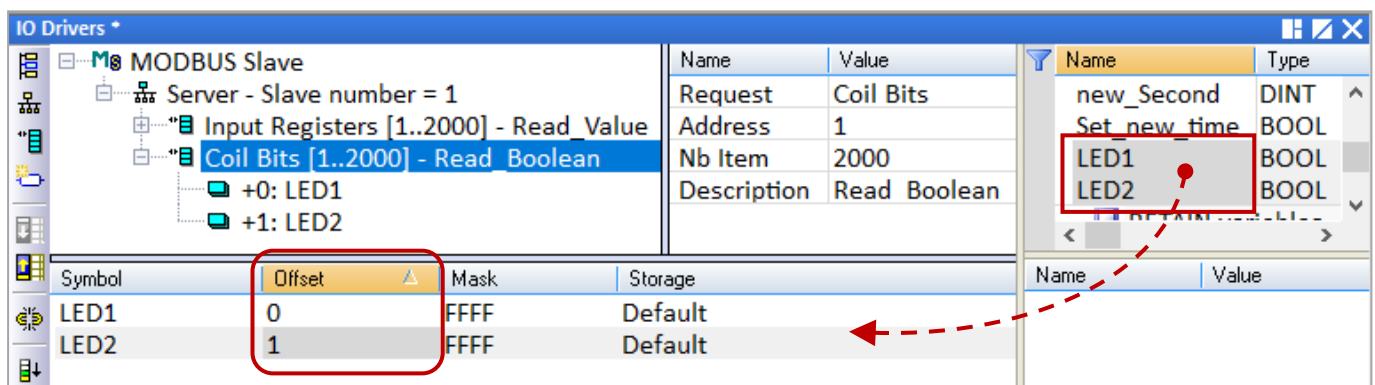 IO Drivers *
MODBUS Slave
Server - Slave number = 1
"Input Registers [1..2000] - Read_Value
"Coil Bits [1..2000] - Read_Boolean
+0: LED1
+1: LED2
Name Value
Request Coil Bits
Address 1
Nb Item 2000
Description Read_Boolean
Name Type
new_Second DINT
Set_new_time BOOL
LED1 BOOL
LED2 BOOL
RETAIN variables
Symbol Offset Mask Storage
LED1 0 FFFF Default
LED2 1 FFFF Default
Name Value